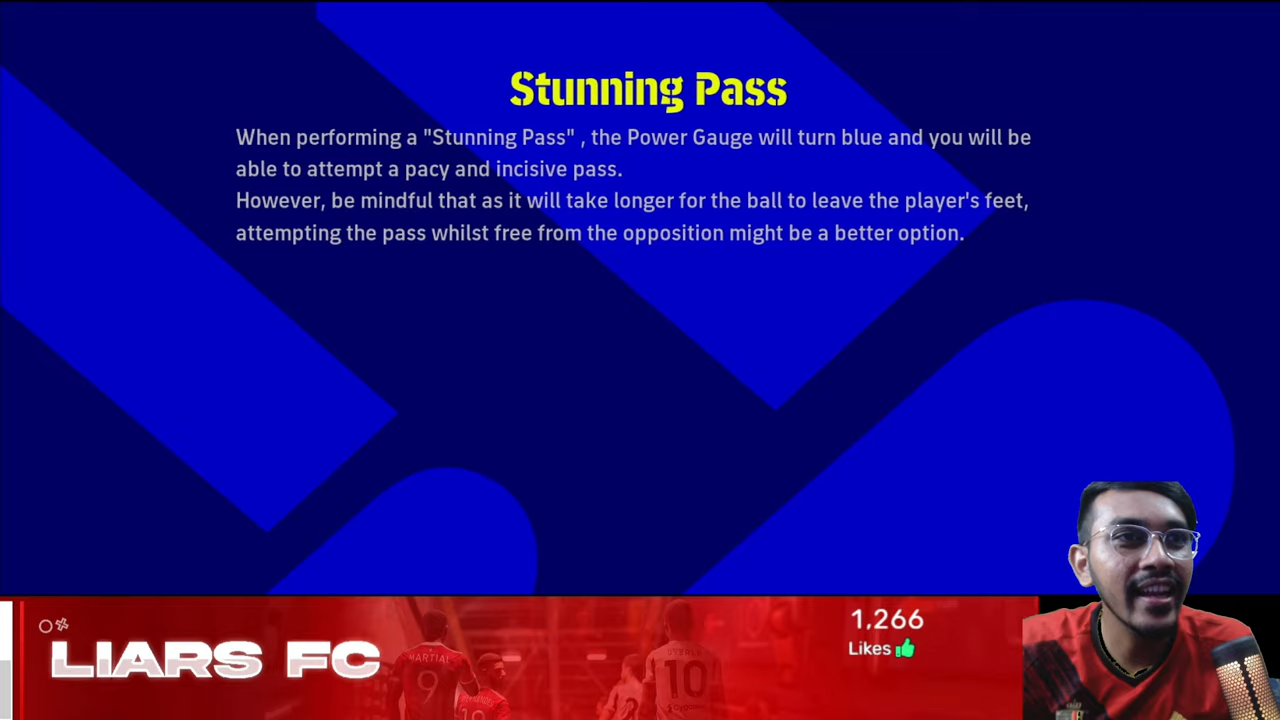 Stunning Pass
When performing a "Stunning Pass" , the Power Gauge will turn blue and you will be
able to attempt a pacy and incisive pass.
However, be mindful that as it will take longer for the ball to leave the player's feet,
attempting the pass whilst free from the opposition might be a better option.
LIARS FC
MARTIAL
9
10
1,266
Likes